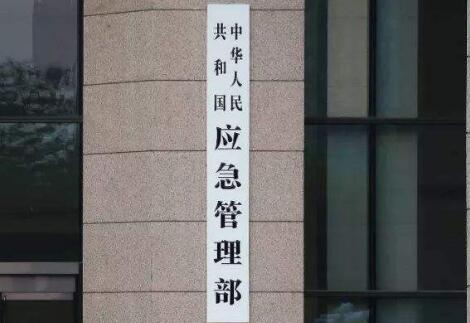 中华人民
共和国
应急管理部